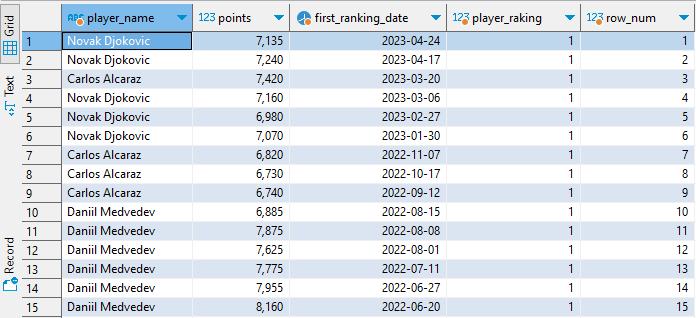 Grid
Text
Record
ABC player_name 123 points first_ranking_date 123 player_raking 123 row_num
1 Novak Djokovic 7,135 2023-04-24 1 1
2 Novak Djokovic 7,240 2023-04-17 1 2
3 Carlos Alcaraz 7,420 2023-03-20 1 3
4 Novak Djokovic 7,160 2023-03-06 1 4
5 Novak Djokovic 6,980 2023-02-27 1 5
6 Novak Djokovic 7,070 2023-01-30 1 6
7 Carlos Alcaraz 6,820 2022-11-07 1 7
8 Carlos Alcaraz 6,730 2022-10-17 1 8
9 Carlos Alcaraz 6,740 2022-09-12 1 9
10 Daniil Medvedev 6,885 2022-08-15 1 10
11 Daniil Medvedev 7,875 2022-08-08 1 11
12 Daniil Medvedev 7,625 2022-08-01 1 12
13 Daniil Medvedev 7,775 2022-07-11 1 13
14 Daniil Medvedev 7,955 2022-06-27 1 14
15 Daniil Medvedev 8,160 2022-06-20 1 15